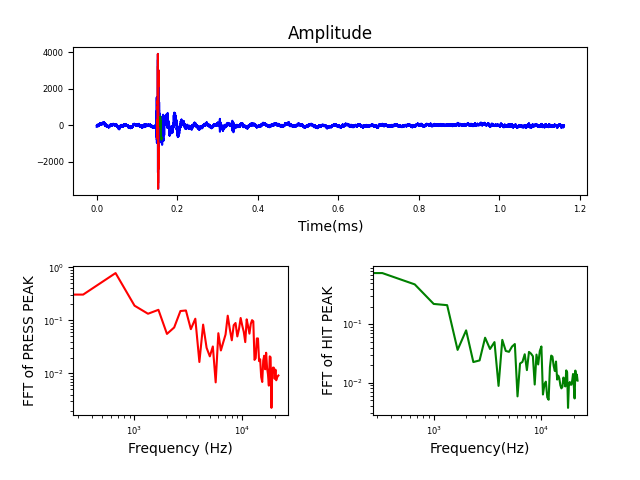 Amplitude
4000
2000
0
−2000
0.0 0.2 0.4 0.6 0.8 1.0 1.2
Time(ms)
FFT of PRESS PEAK
10⁰
10⁻¹
10⁻²
10³ 10⁴
Frequency (Hz)
FFT of HIT PEAK
10⁻¹
10⁻²
10³ 10⁴
Frequency(Hz)